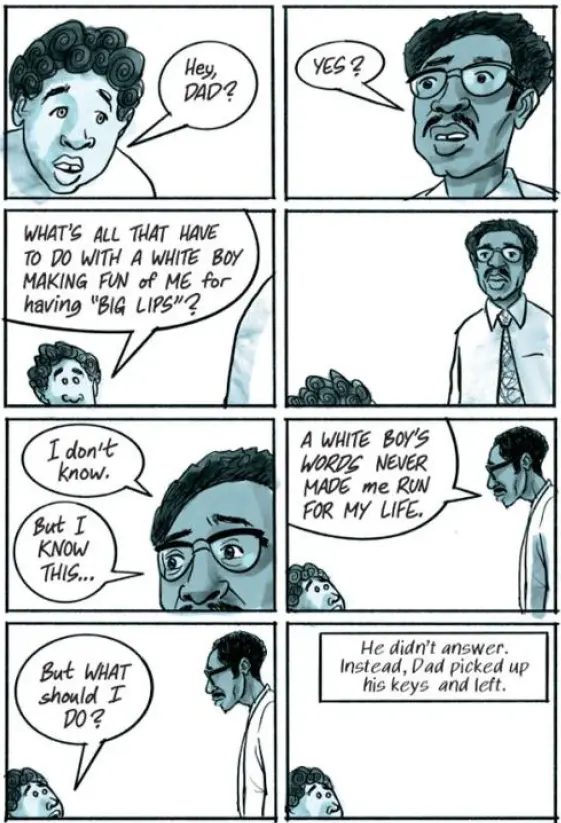 Hey,
DAD?
YES?
WHAT'S ALL THAT HAVE
TO DO WITH A WHITE BOY
MAKING FUN of ME for
having "BIG LIPS"?
I don't
know.
But I
KNOW
THIS...
A WHITE BOY'S
WORDS NEVER
MADE me RUN
FOR MY LIFE.
But WHAT
should I
DO?
He didn't answer.
Instead, Dad picked up
his keys and left.